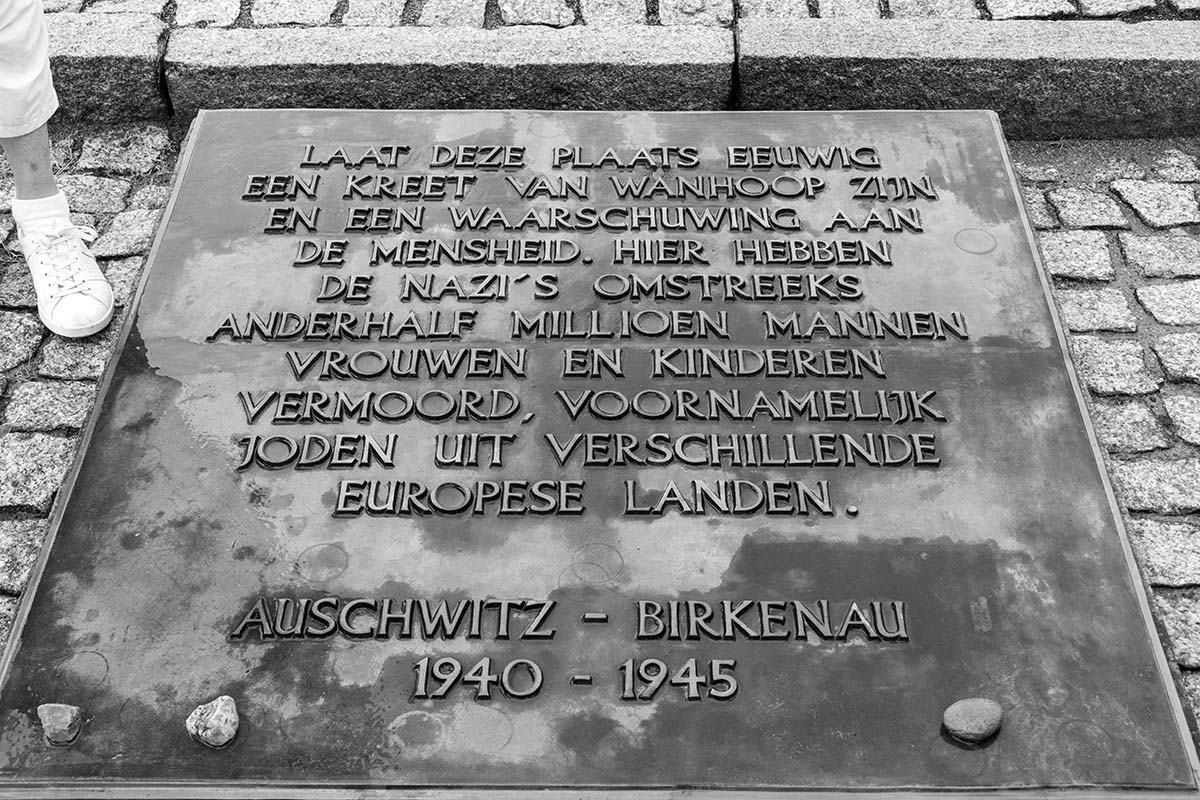 LAAT DEZE PLAATS EEUWIG
EEN KREET VAN WANHOOP ZIJN
EN EEN WAARSCHUWING AAN
DE MENSHEID. HIER HEBBEN
DE NAZI´S OMSTREEKS
ANDERHALF MILLIOEN MANNEN
VROUWEN EN KINDEREN
VERMOORD, VOORNAMELIJK
JODEN UIT VERSCHILLENDE
EUROPESE LANDEN.
AUSCHWITZ - BIRKENAU
1940 - 1945